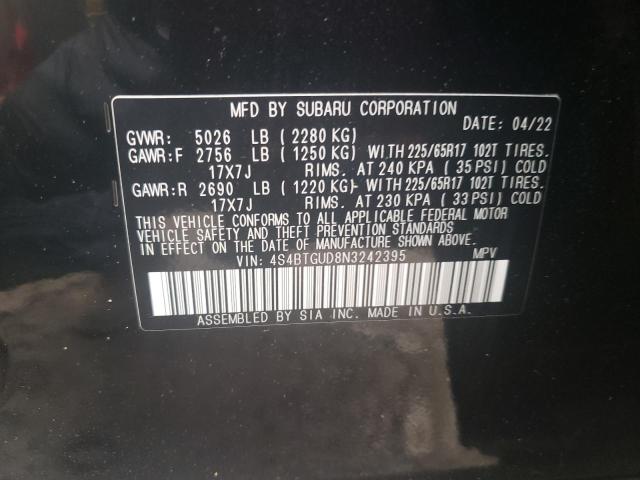 MFD BY SUBARU CORPORATION
DATE: 04/22
GVWR: 5026 LB ( 2280 KG)
GAWR:F 2756 LB ( 1250 KG) WITH 225/65R17 102T TIRES.
17X7J RIMS. AT 240 KPA ( 35 PSI) COLD
GAWR:R 2690 LB ( 1220 KG) WITH 225/65R17 102T TIRES.
17X7J RIMS. AT 230 KPA ( 33 PSI) COLD
THIS VEHICLE CONFORMS TO ALL APPLICABLE FEDERAL MOTOR
VEHICLE SAFETY AND THEFT PREVENTION STANDARDS
IN EFFECT ON THE DATE OF MANUFACTURE SHOWN ABOVE.
VIN: 4S4BTGUD8N3242395 MPV
ASSEMBLED BY SIA INC. MADE IN U.S.A.